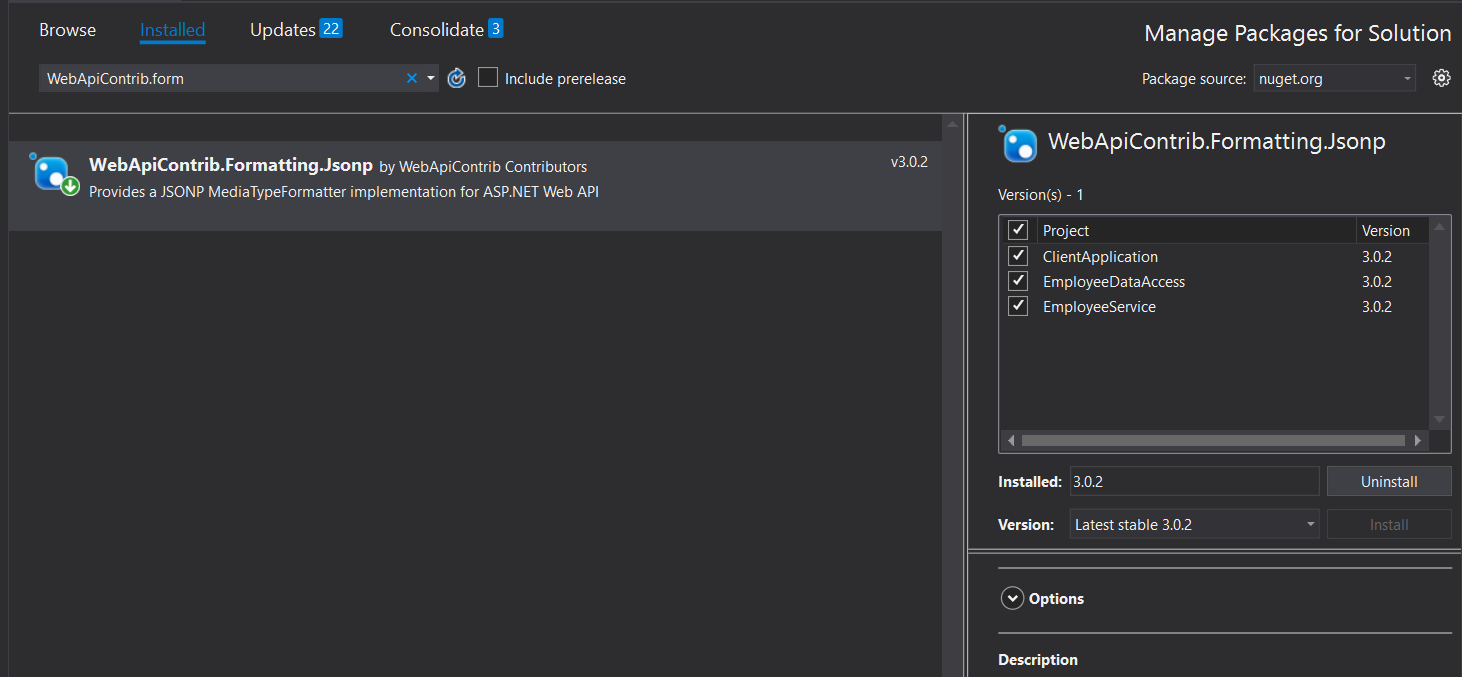 Browse Installed Updates 22 Consolidate 3
Manage Packages for Solution
WebApiContrib.form
Include prerelease
Package source: nuget.org
WebApiContrib.Formatting.Jsonp by WebApiContrib Contributors v3.0.2
Provides a JSONP MediaTypeFormatter implementation for ASP.NET Web API
WebApiContrib.Formatting.Jsonp
Version(s) - 1
Project Version
ClientApplication 3.0.2
EmployeeDataAccess 3.0.2
EmployeeService 3.0.2
Installed: 3.0.2 Uninstall
Version: Latest stable 3.0.2 Install
Options
Description